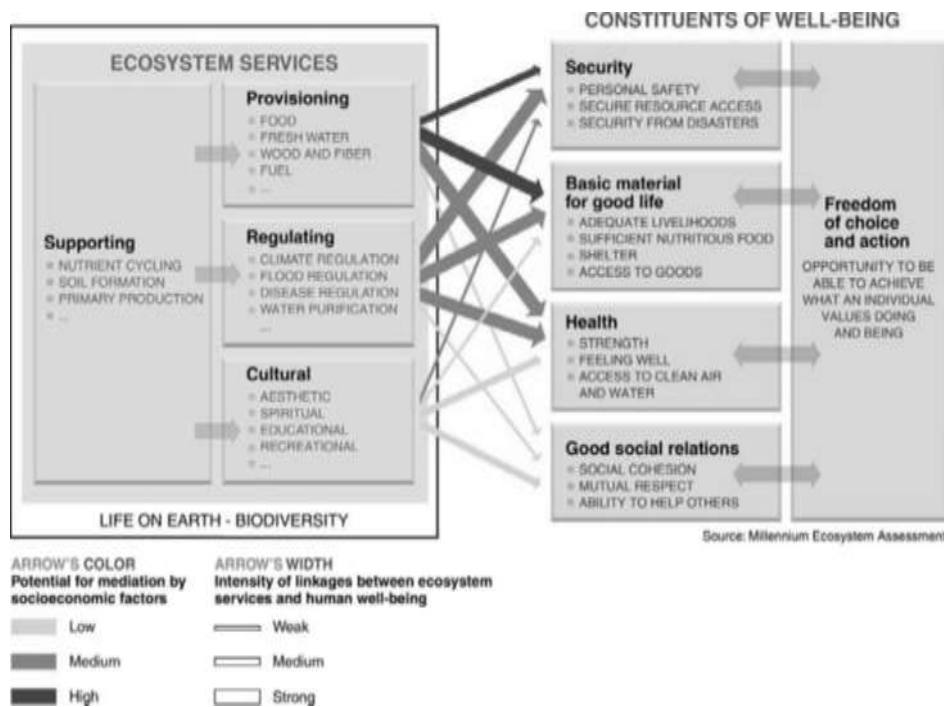 CONSTITUENTS OF WELL-BEING
ECOSYSTEM SERVICES
Supporting
NUTRIENT CYCLING
SOIL FORMATION
PRIMARY PRODUCTION
...
Provisioning
FOOD
FRESH WATER
WOOD AND FIBER
FUEL
...
Regulating
CLIMATE REGULATION
FLOOD REGULATION
DISEASE REGULATION
WATER PURIFICATION
...
Cultural
AESTHETIC
SPIRITUAL
EDUCATIONAL
RECREATIONAL
...
LIFE ON EARTH - BIODIVERSITY
Security
PERSONAL SAFETY
SECURE RESOURCE ACCESS
SECURITY FROM DISASTERS
Basic material
for good life
ADEQUATE LIVELIHOODS
SUFFICIENT NUTRITIOUS FOOD
SHELTER
ACCESS TO GOODS
Health
STRENGTH
FEELING WELL
ACCESS TO CLEAN AIR
AND WATER
Good social relations
SOCIAL COHESION
MUTUAL RESPECT
ABILITY TO HELP OTHERS
Freedom
of choice
and action
OPPORTUNITY TO BE
ABLE TO ACHIEVE
WHAT AN INDIVIDUAL
VALUES DOING
AND BEING
Source: Millennium Ecosystem Assessment
ARROW'S COLOR
Potential for mediation by
socioeconomic factors
Low
Medium
High
ARROW'S WIDTH
Intensity of linkages between ecosystem
services and human well-being
Weak
Medium
Strong